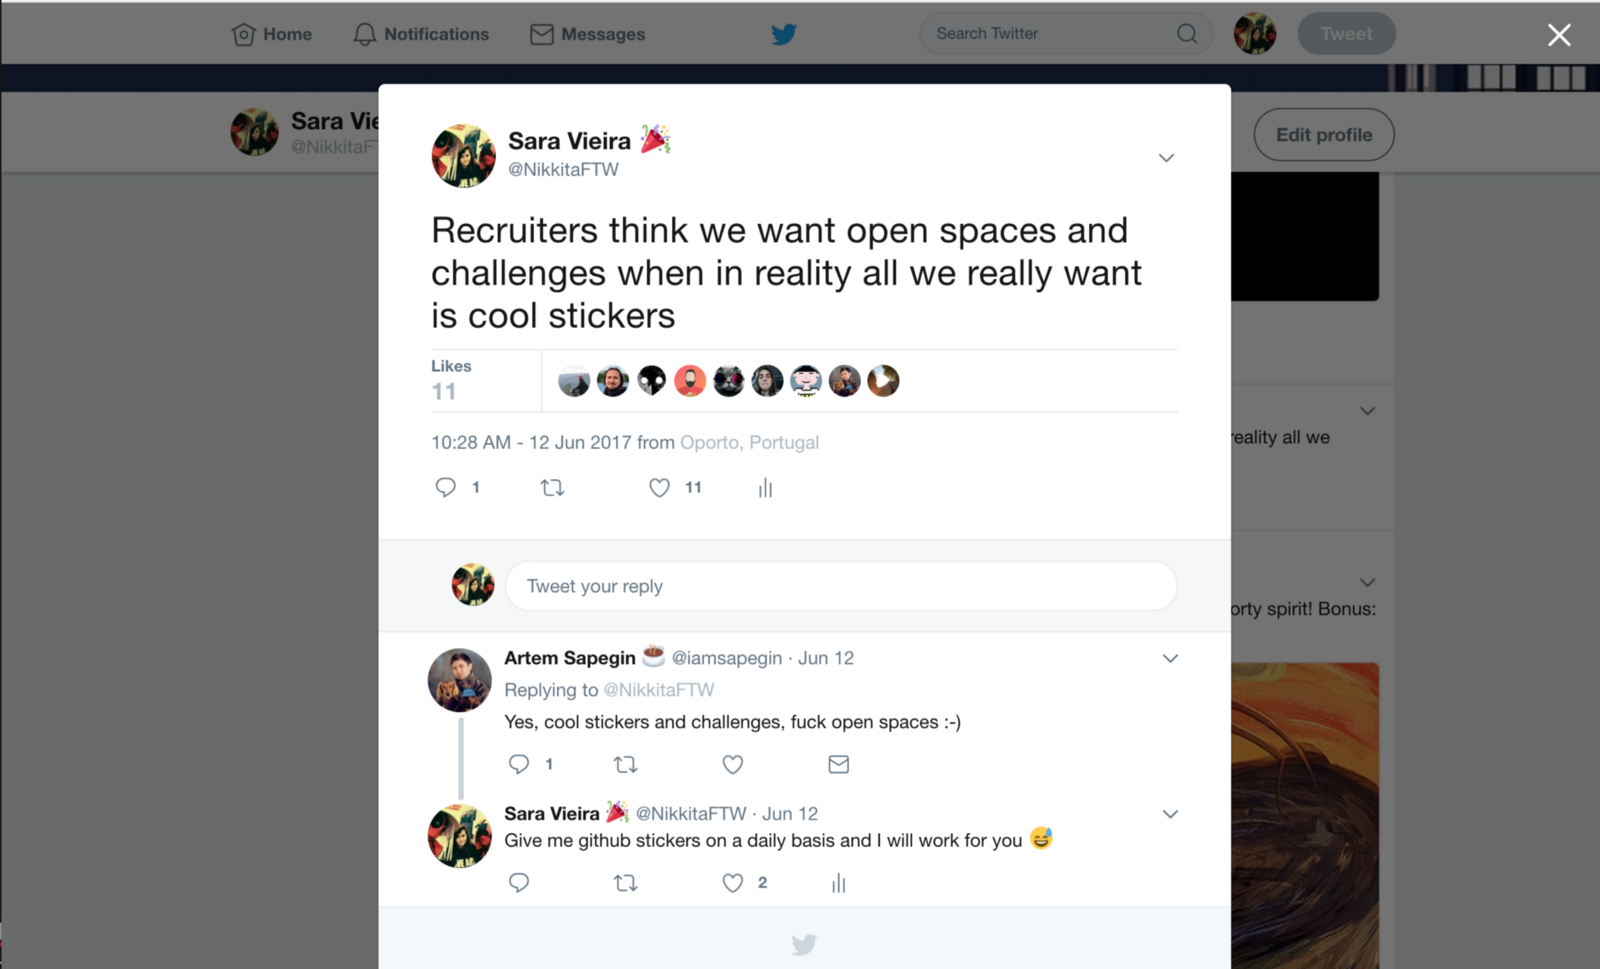 Home
Notifications
Messages
Search Twitter
Tweet
Sara Vie
@NikkitaF
Edit profile
Sara Vieira 🎉
@NikkitaFTW
Recruiters think we want open spaces and
challenges when in reality all we really want
is cool stickers
Likes
11
10:28 AM - 12 Jun 2017 from Oporto, Portugal
1
11
reality all we
Tweet your reply
orty spirit! Bonus:
Artem Sapegin ☕ @iamsapegin · Jun 12
Replying to @NikkitaFTW
Yes, cool stickers and challenges, fuck open spaces :-)
1
Sara Vieira 🎉 @NikkitaFTW · Jun 12
Give me github stickers on a daily basis and I will work for you 😅
2